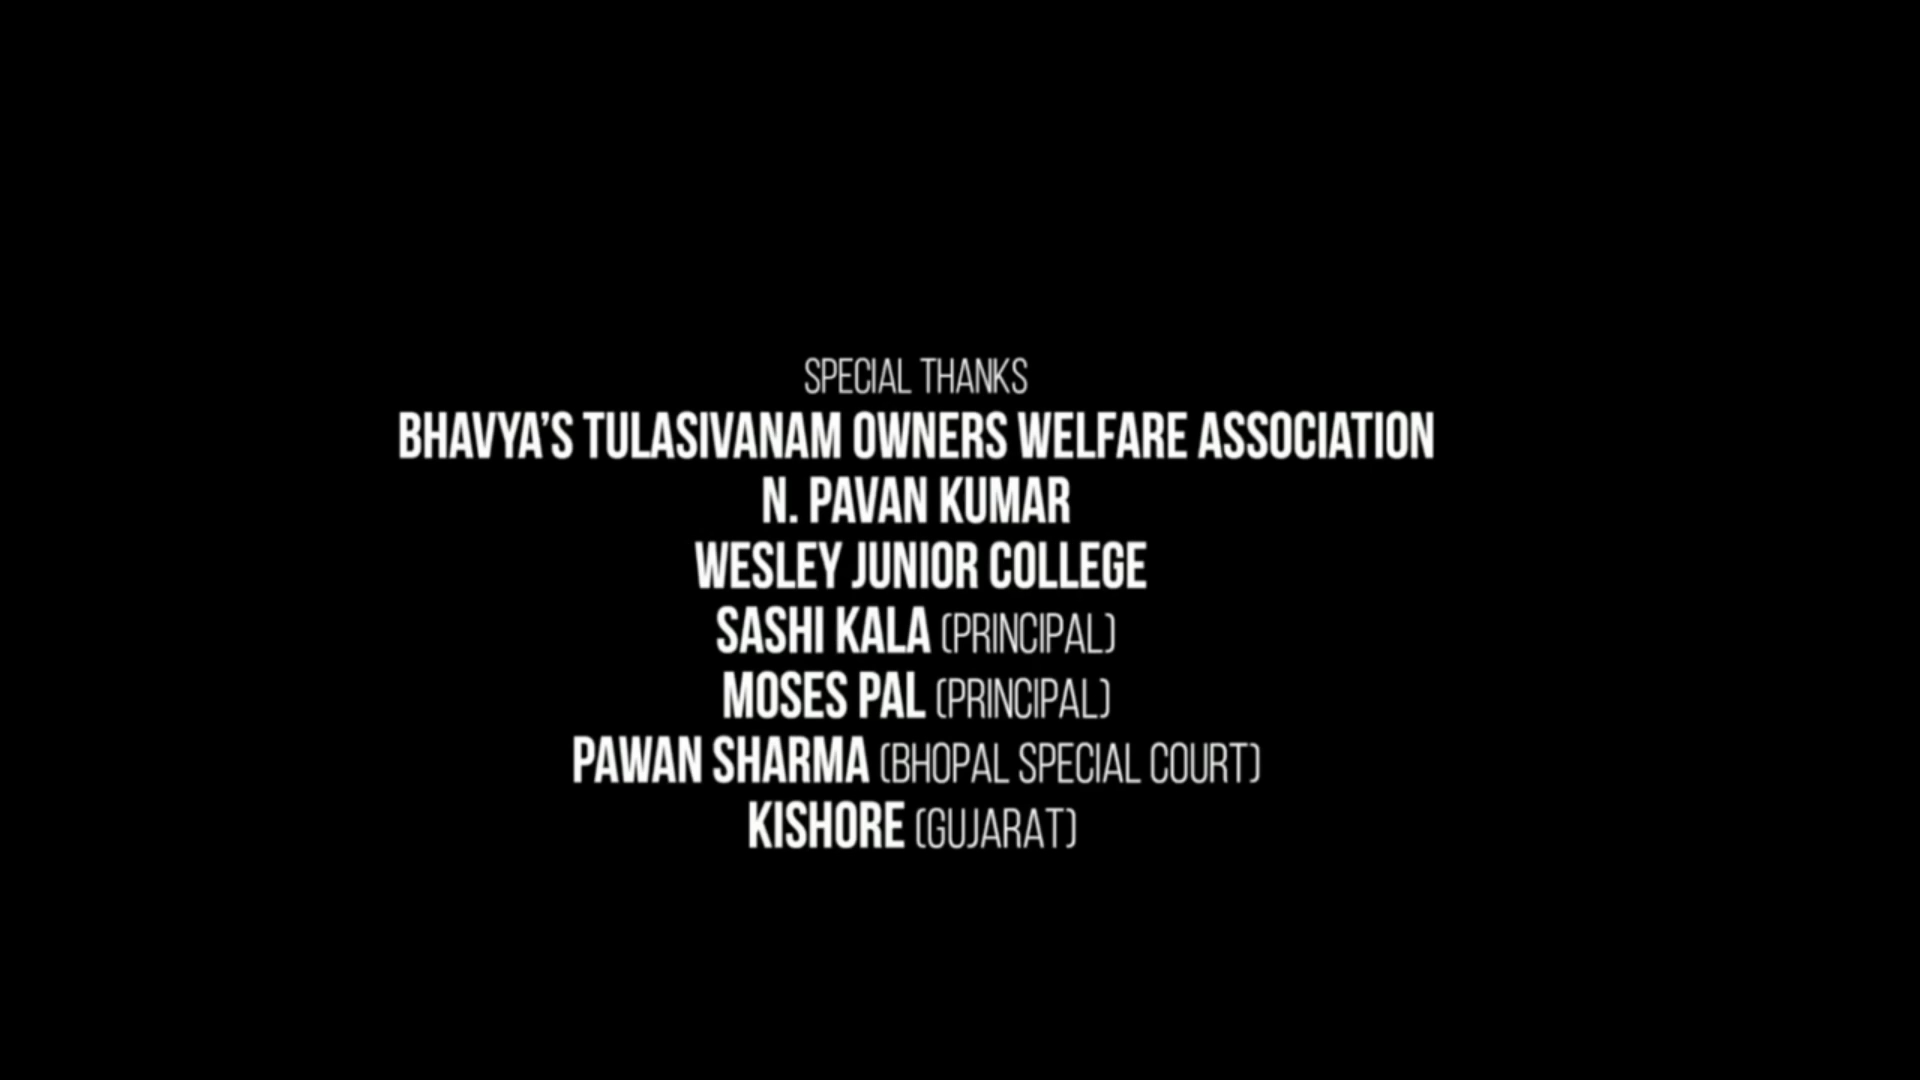 SPECIAL THANKS
BHAVYA'S TULASIVANAM OWNERS WELFARE ASSOCIATION
N. PAVAN KUMAR
WESLEY JUNIOR COLLEGE
SASHI KALA (PRINCIPAL)
MOSES PAL (PRINCIPAL)
PAWAN SHARMA (BHOPAL SPECIAL COURT)
KISHORE (GUJARAT)